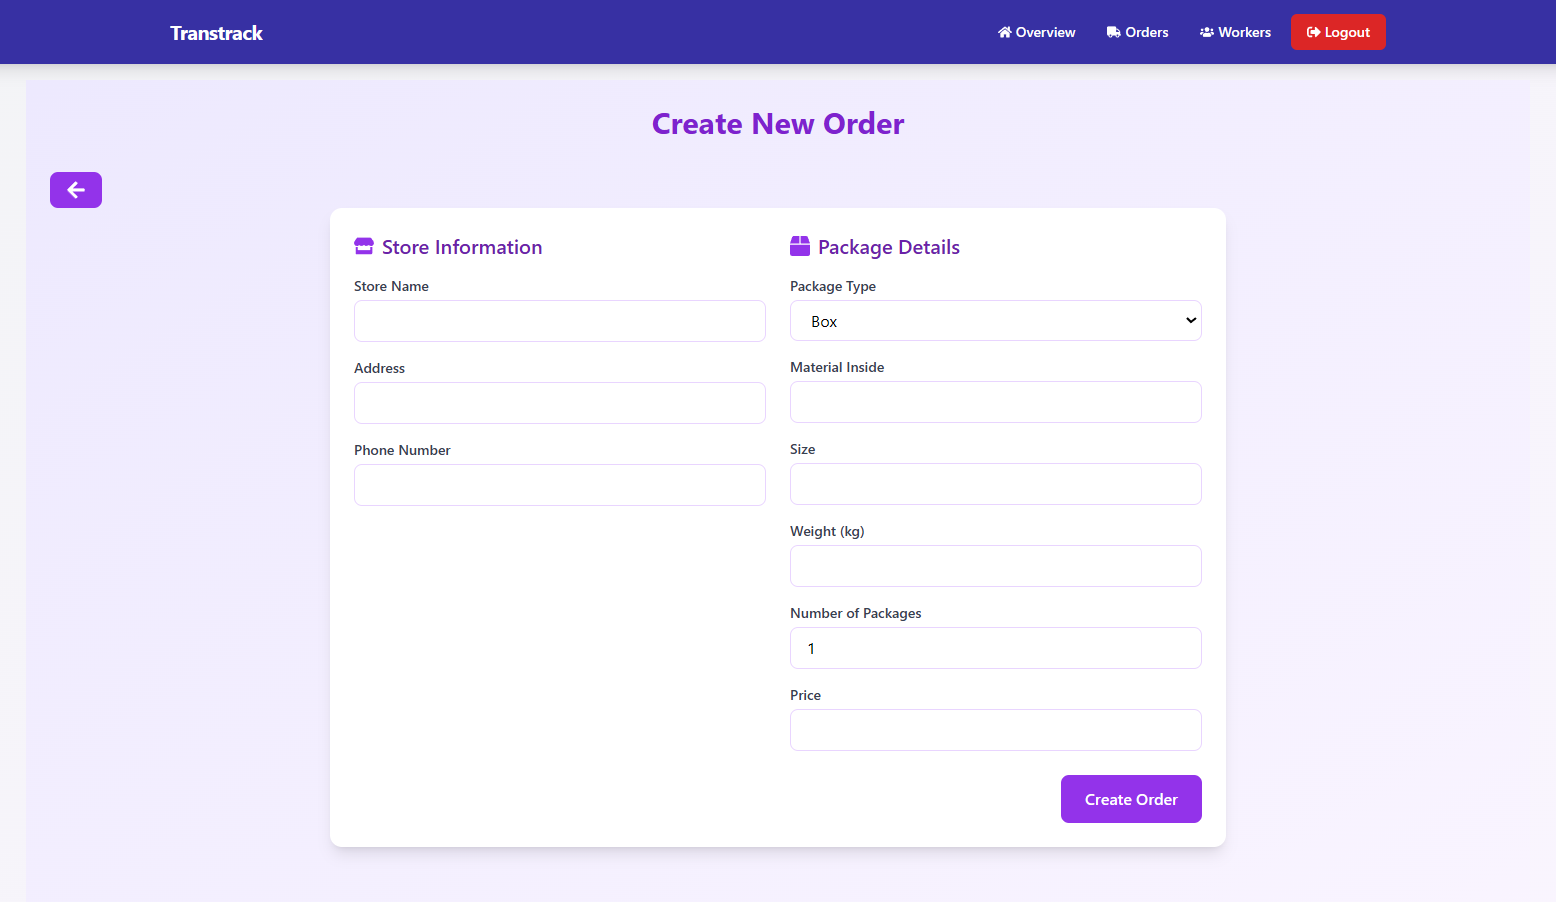 Transtrack
Overview
Orders
Workers
Logout
Create New Order
Store Information
Store Name
Address
Phone Number
Package Details
Package Type
Box
Material Inside
Size
Weight (kg)
Number of Packages
1
Price
Create Order